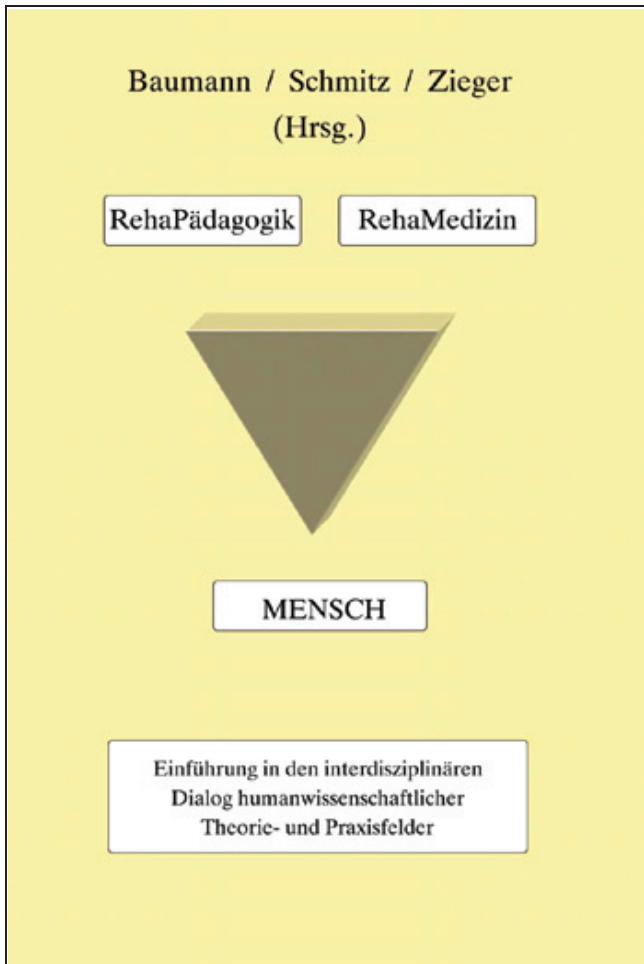 Baumann / Schmitz / Zieger
(Hrsg.)
RehaPädagogik
RehaMedizin
MENSCH
Einführung in den interdisziplinären
Dialog humanwissenschaftlicher
Theorie- und Praxisfelder